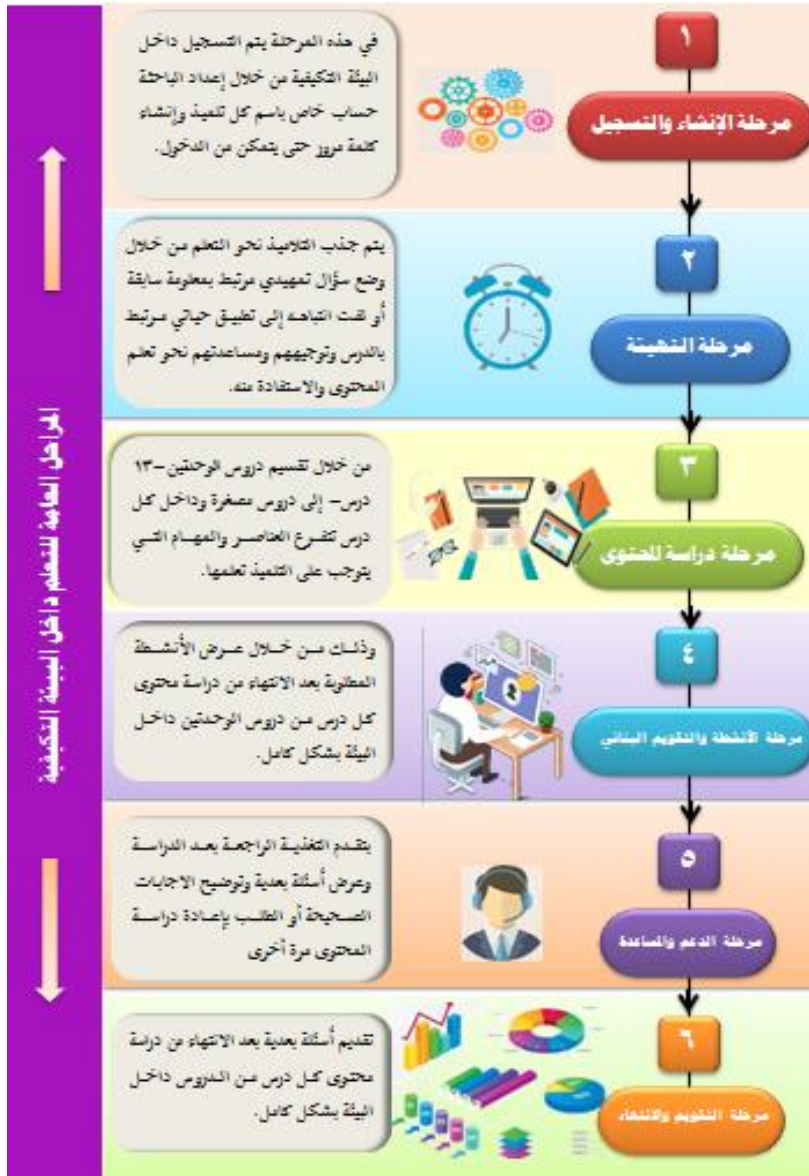 المراحل العامة للتعلم داخل البيئة التكيفية
١
مرحلة الإنشاء والتسجيل
في هذه المرحلة يتم التسجيل داخل
البيئة التكيفية من خلال إعداد الباحثة
حساب خاص باسم كل تلميذ وإنشاء
كلمة مرور حتى يتمكن من الدخول.
٢
مرحلة التهيئة
يتم جذب التلاميذ نحو التعلم من خلال
وضع سؤال تمهيدي مرتبط بمعلومة سابقة
أو لفت انتباهه إلى تطبيق حياتي مرتبط
بالدرس وتوجيههم ومساعدتهم نحو تعلم
المحتوى والاستفادة منه.
٣
مرحلة دراسة المحتوى
من خلال تقسيم دروس الوحدتين -١٣
درس- إلى دروس مصغرة وداخل كل
درس تتفرع العناصر والمهام التي
يتوجب على التلميذ تعلمها.
٤
مرحلة الأنشطة والتقويم البنائي
وذلك من خلال عرض الأنشطة
المطلوبة بعد الانتهاء من دراسة محتوى
كل درس من دروس الوحدتين داخل
البيئة بشكل كامل.
٥
مرحلة الدعم والمساعدة
يتقدم التغذية الراجعة بعد الدراسة
وعرض أسئلة بعدية وتوضيح الاجابات
الصحيحة أو الطلب بإعادة دراسة
المحتوى مرة أخرى
٦
مرحلة التقويم والانتهاء
تقديم أسئلة بعدية بعد الانتهاء من دراسة
محتوى كل درس من الدروس داخل
البيئة بشكل كامل.